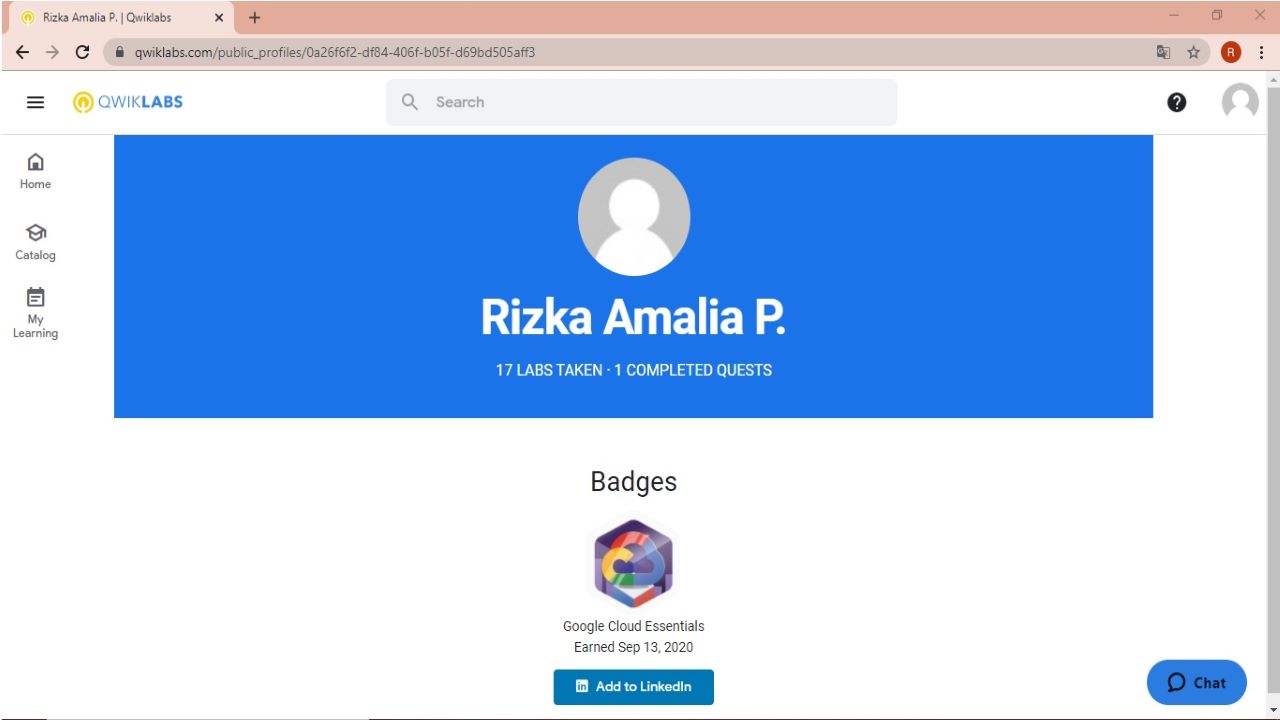 Rizka Amalia P. | Qwiklabs
qwiklabs.com/public_profiles/0a26f6f2-df84-406f-b05f-d69bd505aff3
R
QWIKLABS
Search
?
Home
Catalog
My
Learning
Rizka Amalia P.
17 LABS TAKEN · 1 COMPLETED QUESTS
Badges
Google Cloud Essentials
Earned Sep 13, 2020
in Add to LinkedIn
Chat